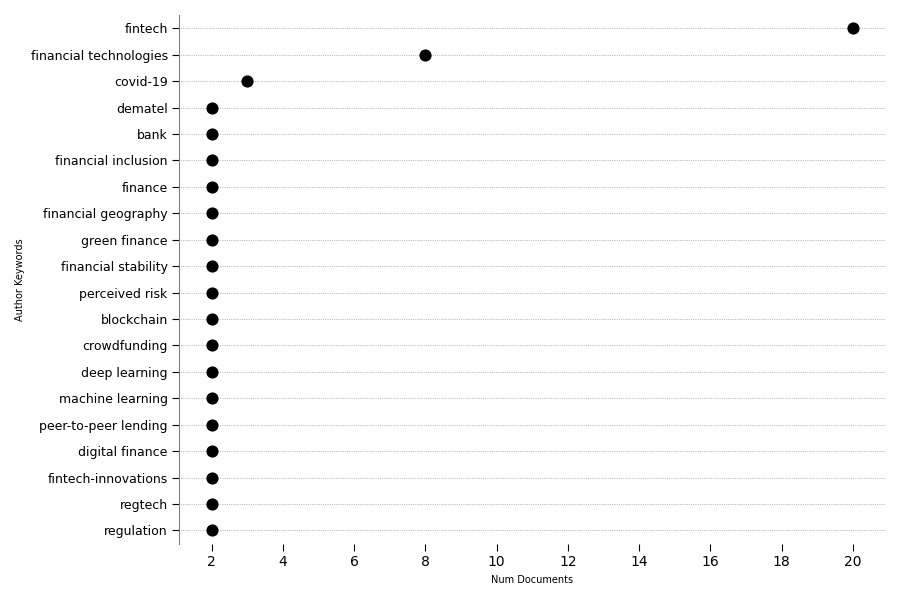 fintech
financial technologies
covid-19
dematel
bank
financial inclusion
finance
financial geography
green finance
financial stability
perceived risk
blockchain
crowdfunding
deep learning
machine learning
peer-to-peer lending
digital finance
fintech-innovations
regtech
regulation
Author Keywords
2 4 6 8 10 12 14 16 18 20
Num Documents